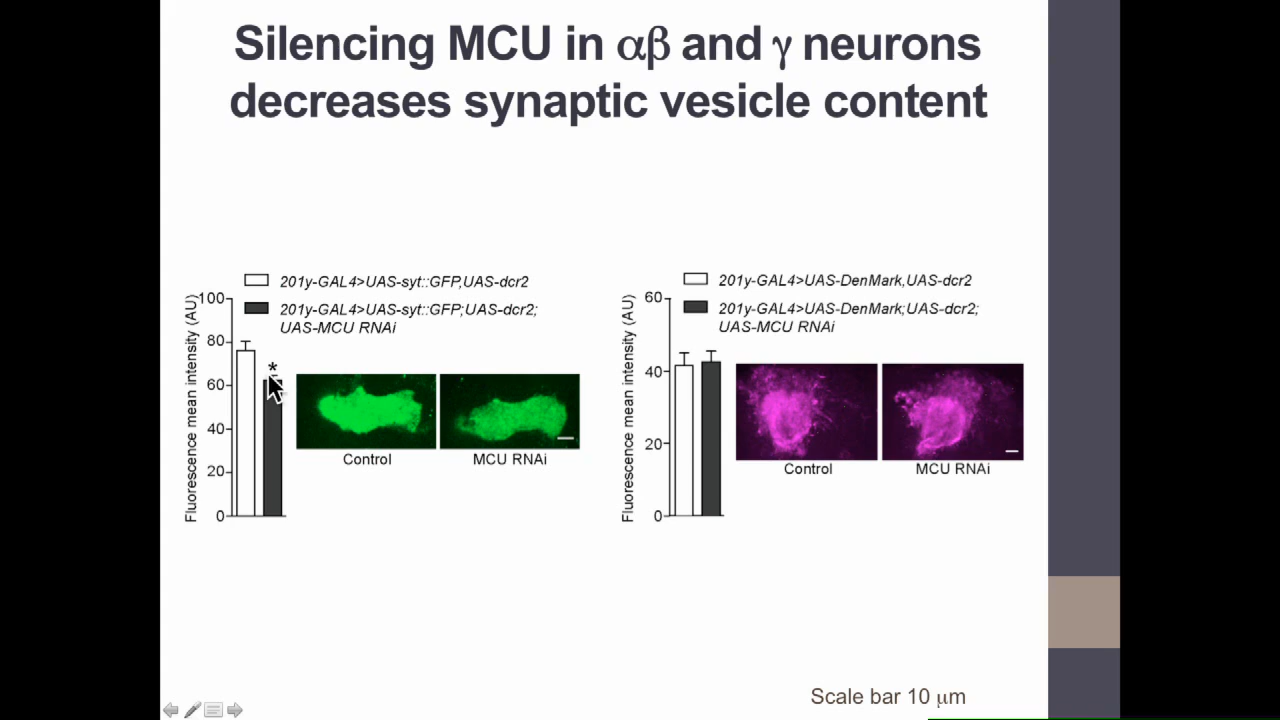 Silencing MCU in αβ and γ neurons
decreases synaptic vesicle content
201y-GAL4>UAS-syt::GFP,UAS-dcr2
201y-GAL4>UAS-syt::GFP;UAS-dcr2;
UAS-MCU RNAi
Fluorescence mean intensity (AU)
100
80
60
40
20
0
*
Control
MCU RNAi
201y-GAL4>UAS-DenMark,UAS-dcr2
201y-GAL4>UAS-DenMark;UAS-dcr2;
UAS-MCU RNAi
Fluorescence mean intensity (AU)
60
40
20
0
Control
MCU RNAi
Scale bar 10 μm